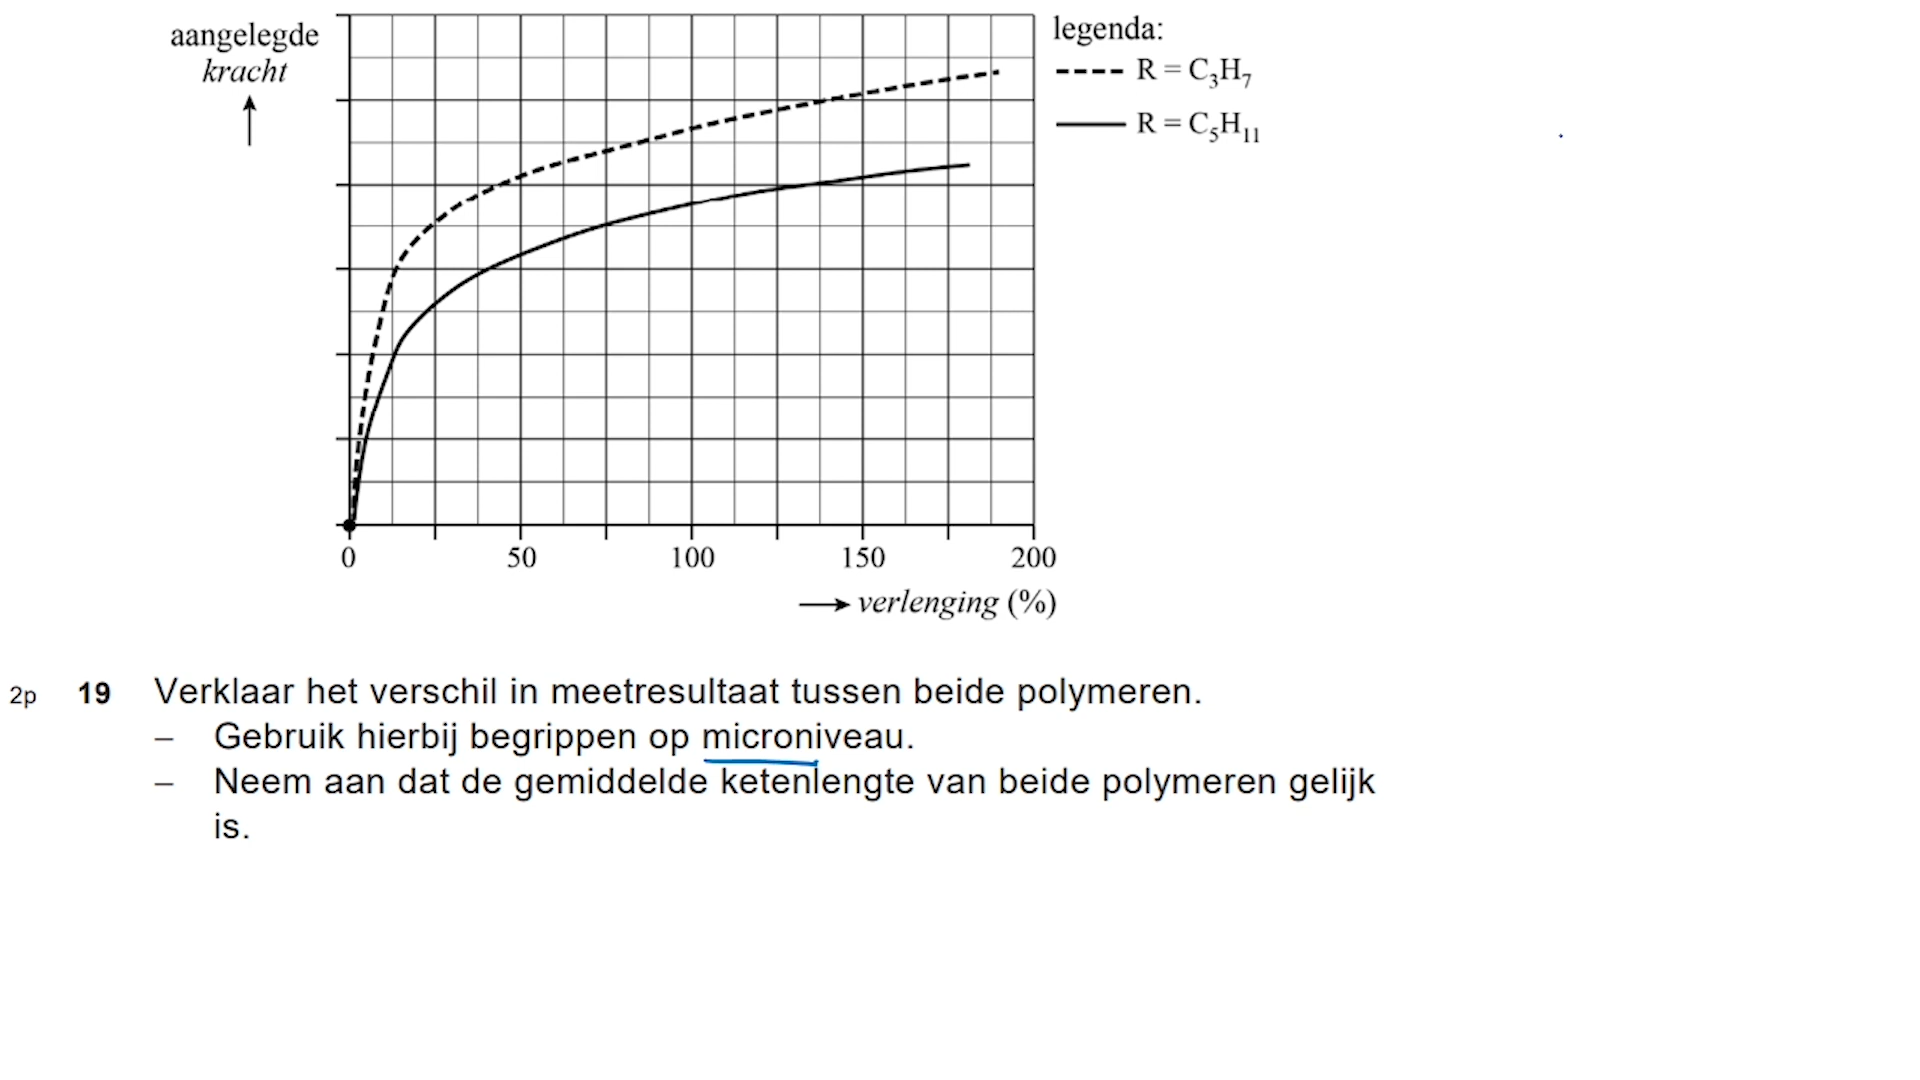 aangelegde
kracht
legenda:
R = C₃H₇
R = C₅H₁₁
0 50 100 150 200
verlenging (%)
2p 19 Verklaar het verschil in meetresultaat tussen beide polymeren.
– Gebruik hierbij begrippen op microniveau.
– Neem aan dat de gemiddelde ketenlengte van beide polymeren gelijk
is.